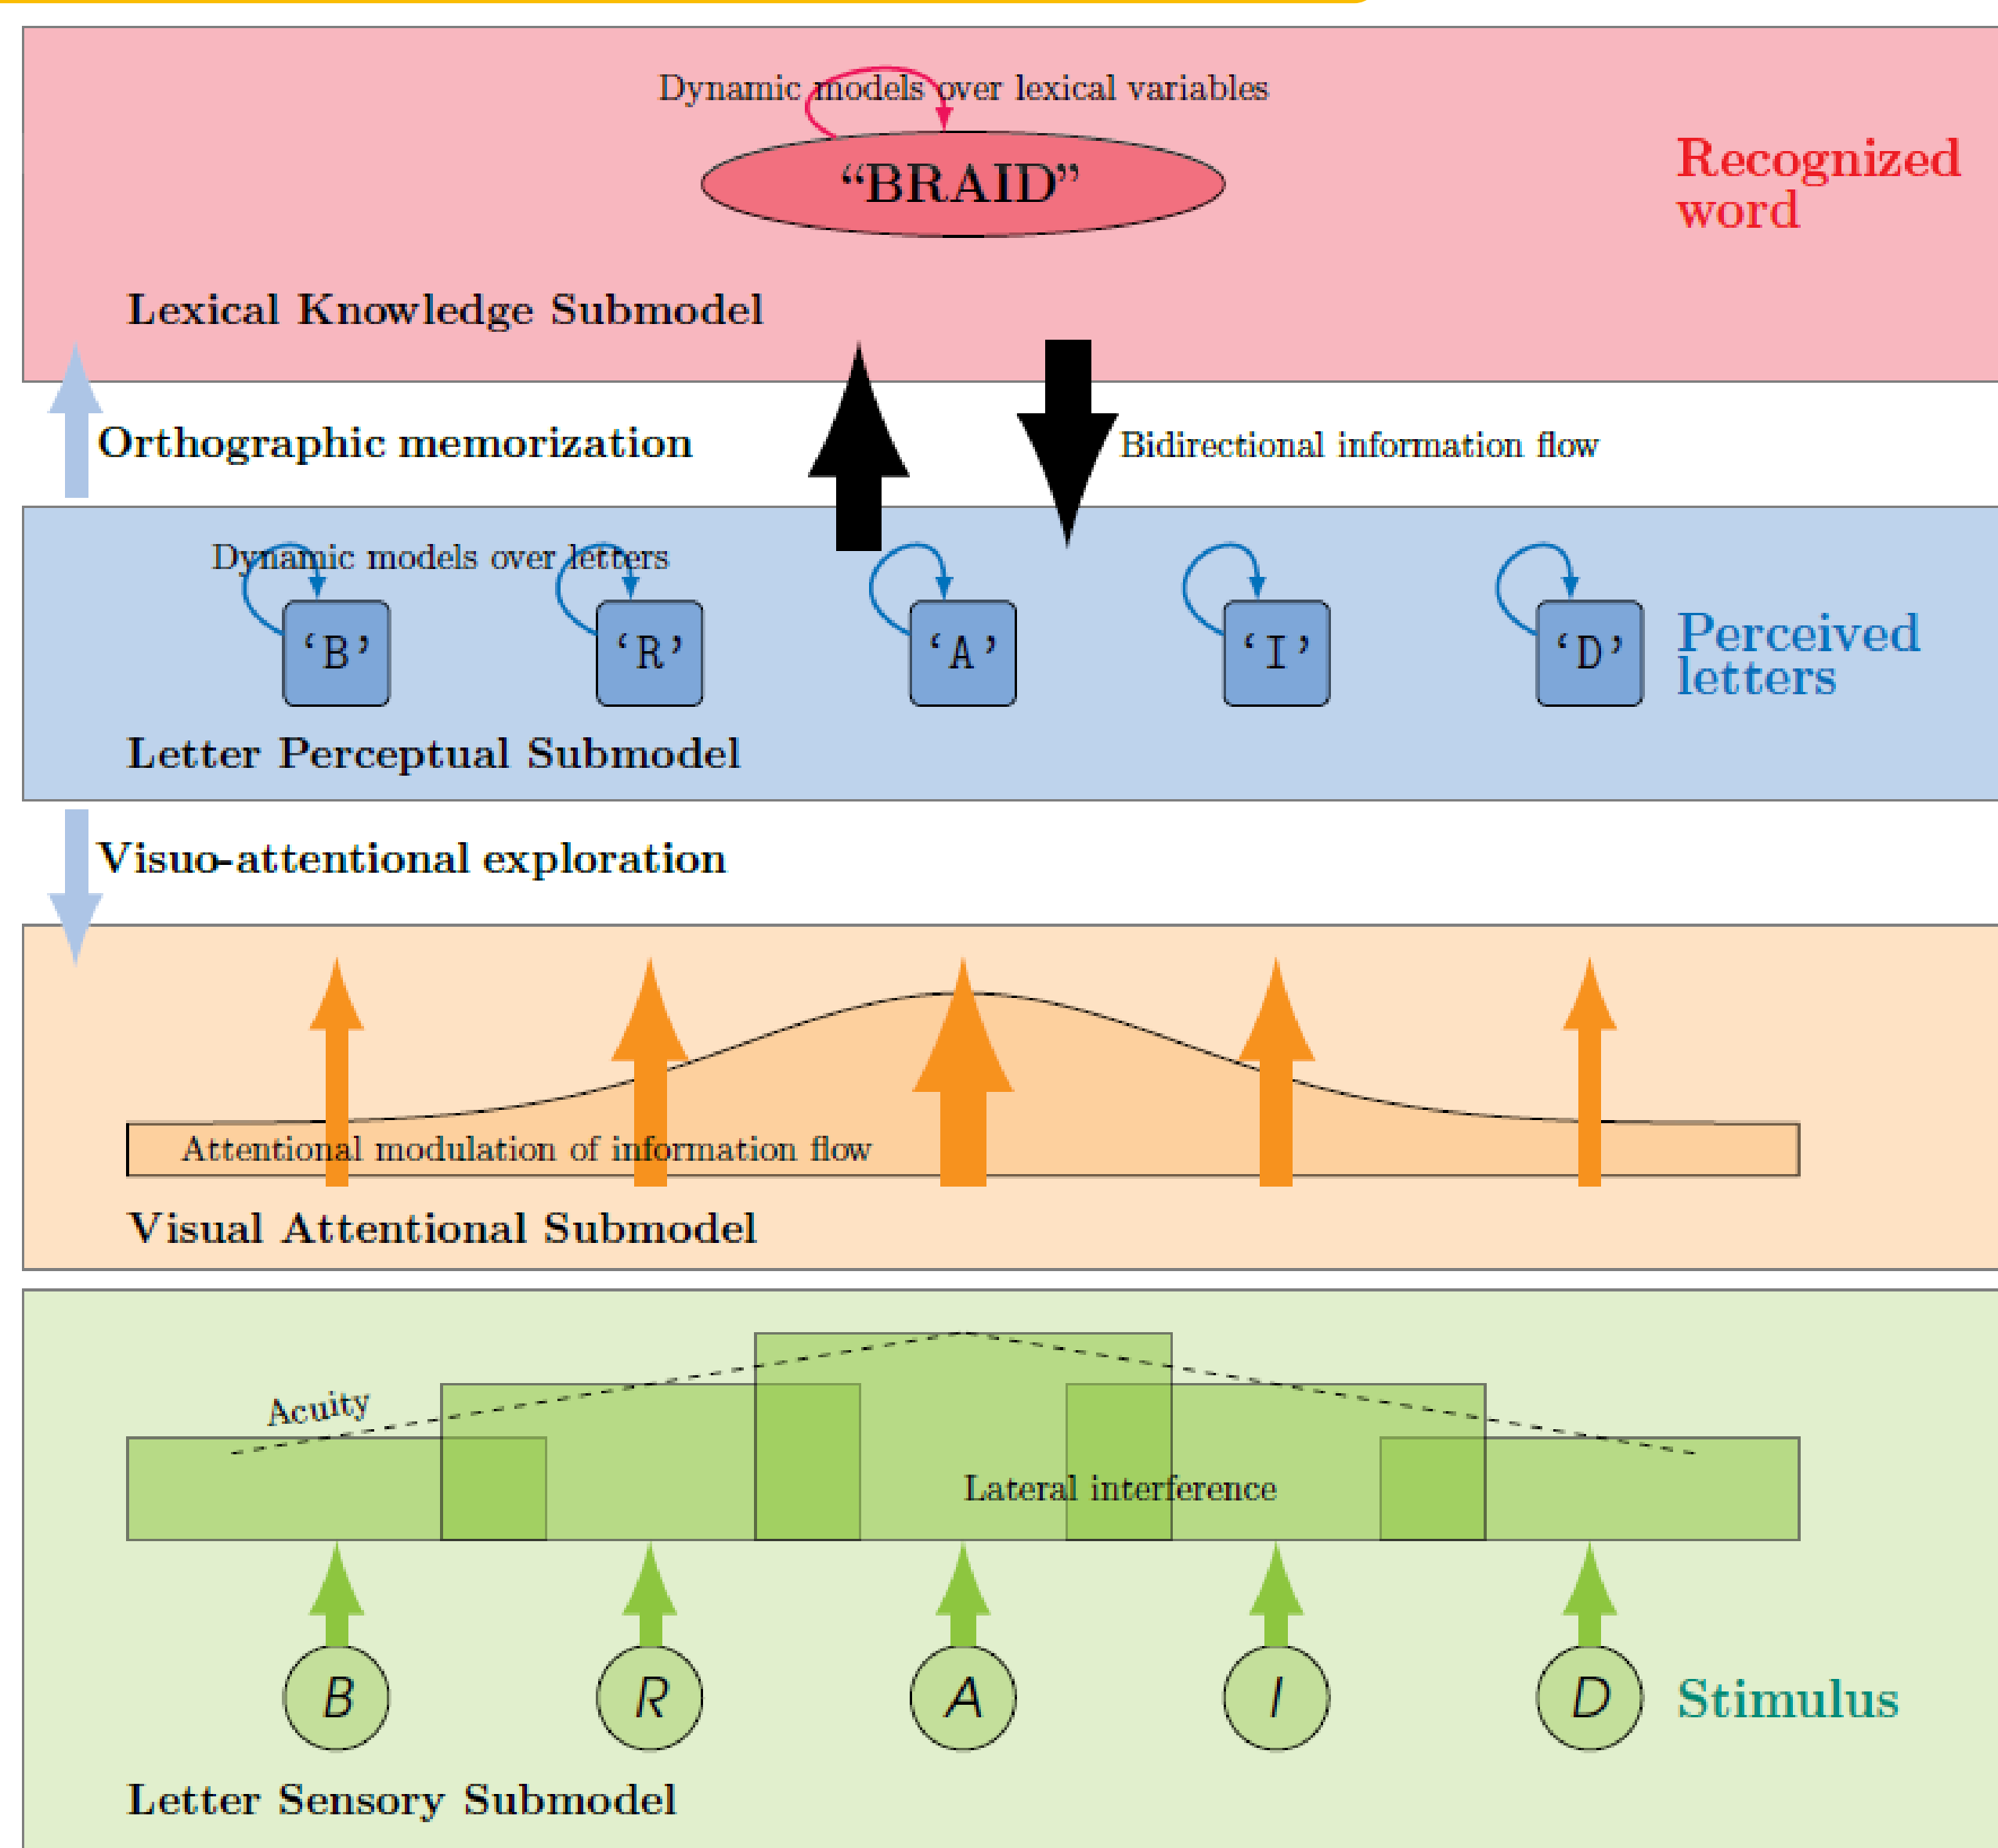 Dynamic models over lexical variables
“BRAID”
Recognized
word
Lexical Knowledge Submodel
Orthographic memorization
Bidirectional information flow
Dynamic models over letters
‘B’ ‘R’ ‘A’ ‘I’ ‘D’
Perceived
letters
Letter Perceptual Submodel
Visuo-attentional exploration
Attentional modulation of information flow
Visual Attentional Submodel
Acuity
Lateral interference
B R A I D
Stimulus
Letter Sensory Submodel